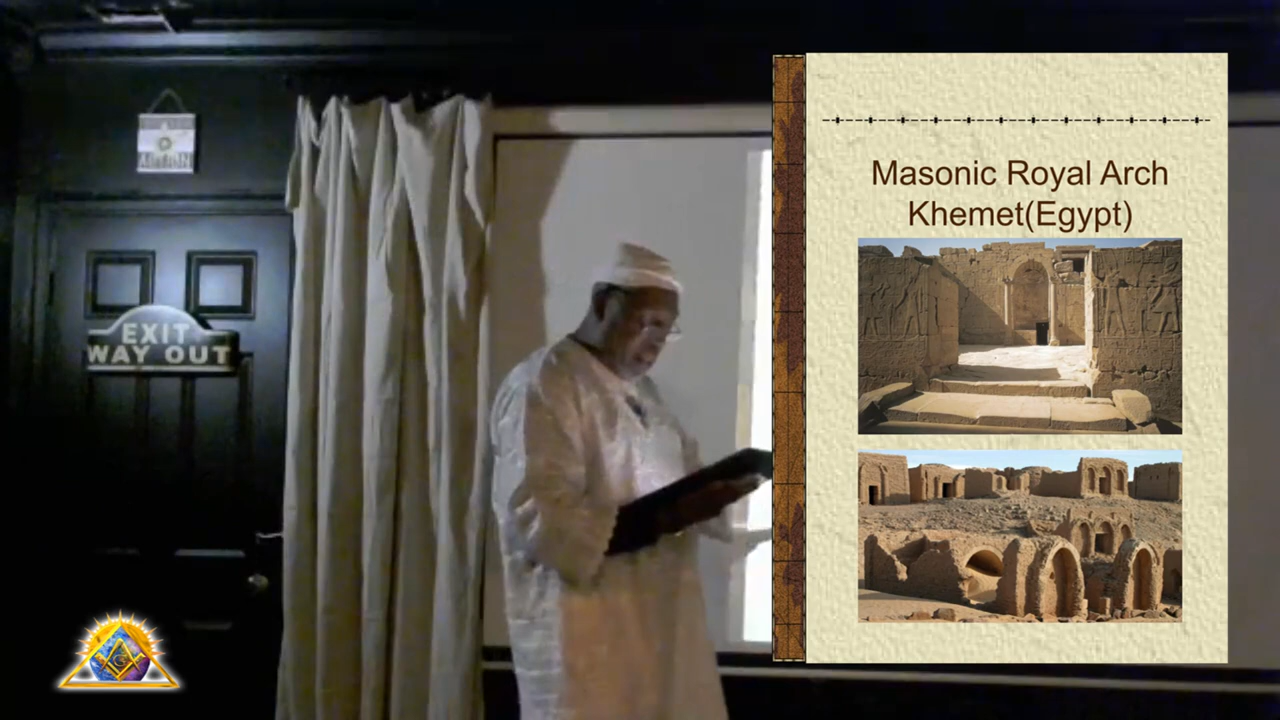 EXIT
WAY OUT
Masonic Royal Arch
Khemet(Egypt)
G